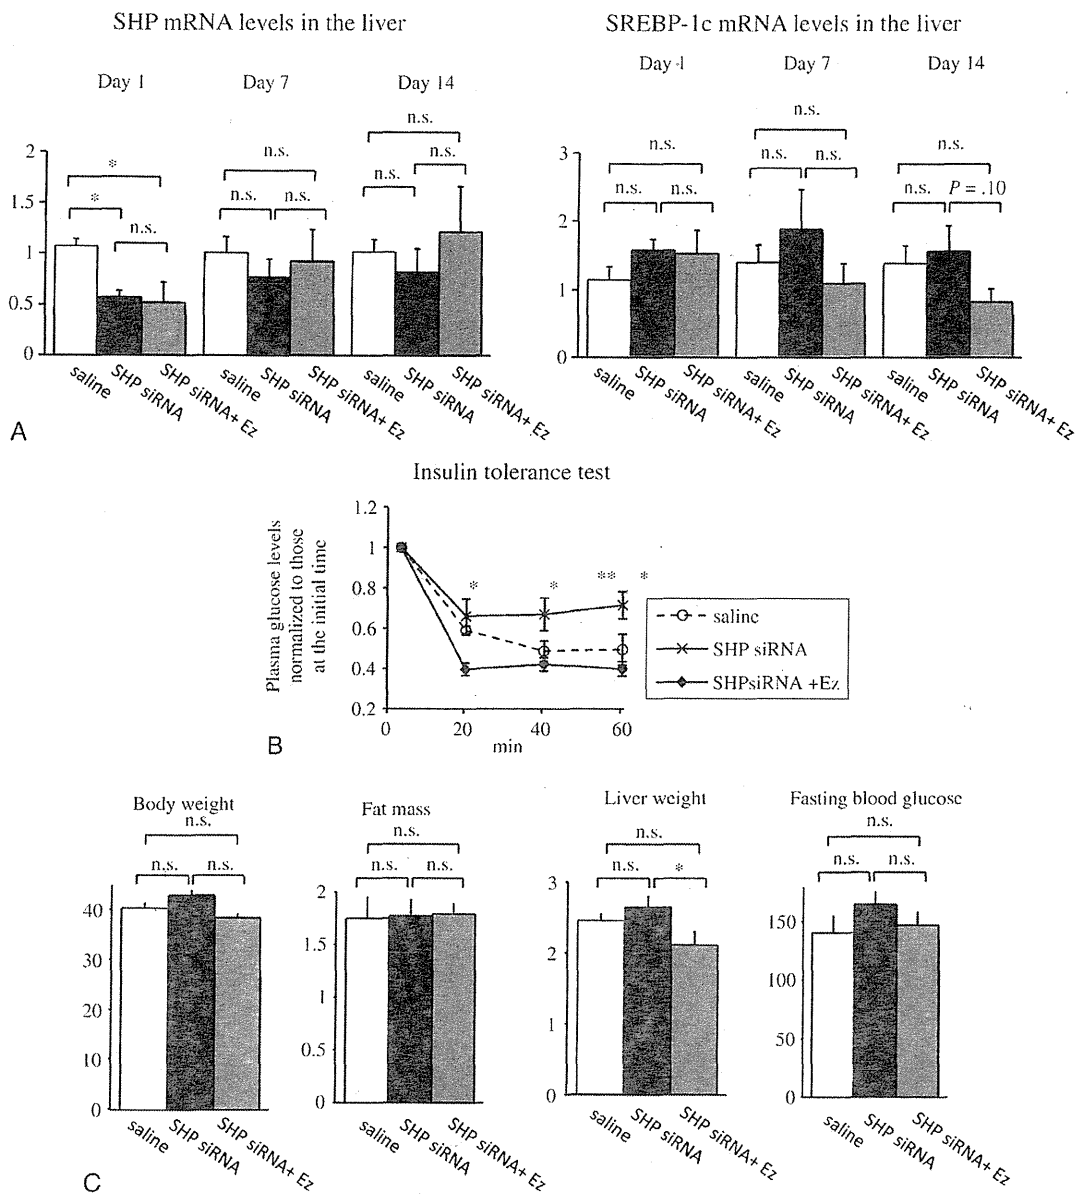 SHP mRNA levels in the liver
Day 1
Day 7
Day 14
n.s.
n.s.
n.s.
n.s.
*
n.s.
n.s.
n.s.
*
n.s.
2
1.5
1
0.5
0
saline
SHP siRNA
SHP siRNA+ Ez
saline
SHP siRNA
SHP siRNA+ Ez
saline
SHP siRNA
SHP siRNA+ Ez
A
SREBP-1c mRNA levels in the liver
Day 1
Day 7
Day 14
n.s.
n.s.
n.s.
n.s.
n.s.
n.s.
n.s.
n.s.
P = .10
3
2
1
0
saline
SHP siRNA
SHP siRNA+ Ez
saline
SHP siRNA
SHP siRNA+ Ez
saline
SHP siRNA
SHP siRNA+ Ez
Insulin tolerance test
Plasma glucose levels
normalized to those
at the initial time
1.2
1
0.8
0.6
0.4
0.2
* * ** *
0 20 40 60
min
saline
SHP siRNA
SHPsiRNA +Ez
B
Body weight
n.s.
n.s.
n.s.
40
30
20
10
0
saline
SHP siRNA
SHP siRNA+ Ez
Fat mass
n.s.
n.s.
n.s.
2
1.5
1
0.5
0
saline
SHP siRNA
SHP siRNA+ Ez
Liver weight
n.s.
n.s.
*
3
2
1
0
saline
SHP siRNA
SHP siRNA+ Ez
Fasting blood glucose
n.s.
n.s.
n.s.
150
100
50
0
saline
SHP siRNA
SHP siRNA+ Ez
C